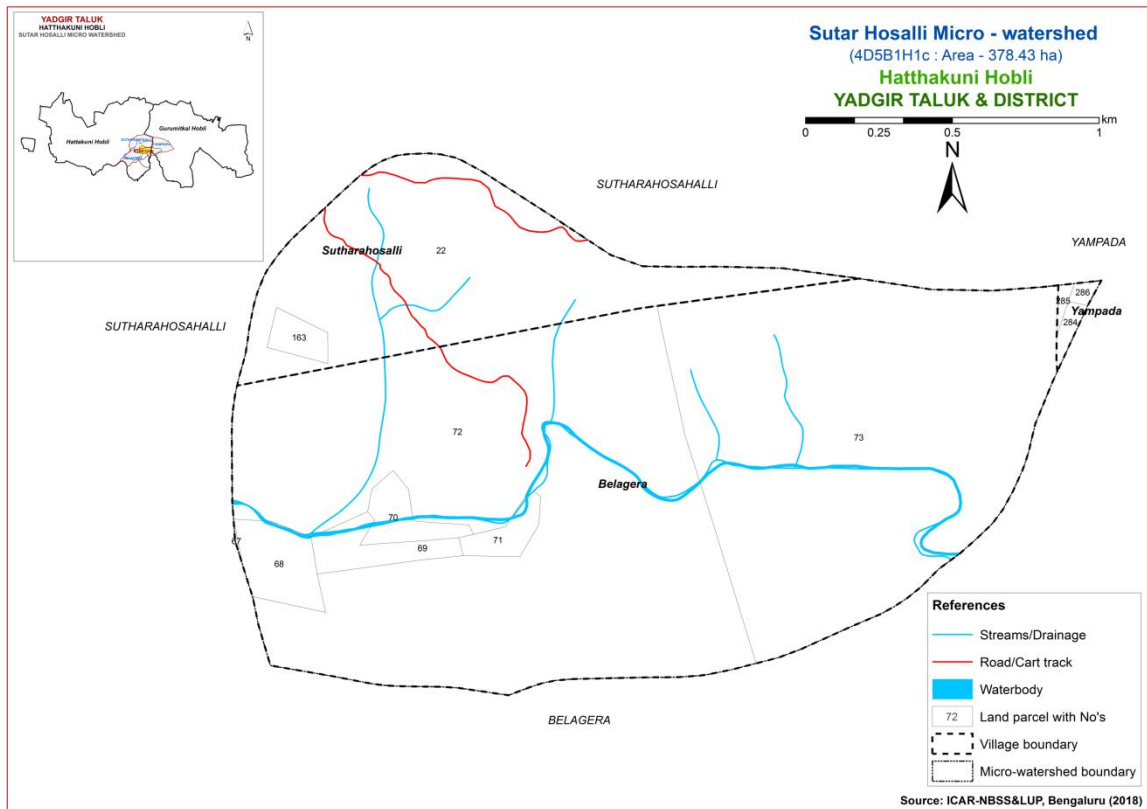 YADGIR TALUK
HATTHAKUNI HOBLI
SUTAR HOSALLI MICRO WATERSHED
N
Hattakuni Hobli
Gurumitkal Hobli
Sutar Hosalli Micro - watershed
(4D5B1H1c : Area - 378.43 ha)
Hatthakuni Hobli
YADGIR TALUK & DISTRICT
km
0 0.25 0.5 1
N
SUTHARAHOSAHALLI
YAMPADA
Sutharahosalli
22
286
285
Yampada
284
SUTHARAHOSAHALLI
163
72
73
Belagera
70
67
69
71
68
BELAGERA
References
Streams/Drainage
Road/Cart track
Waterbody
72 Land parcel with No's
Village boundary
Micro-watershed boundary
Source: ICAR-NBSS&LUP, Bengaluru (2018)